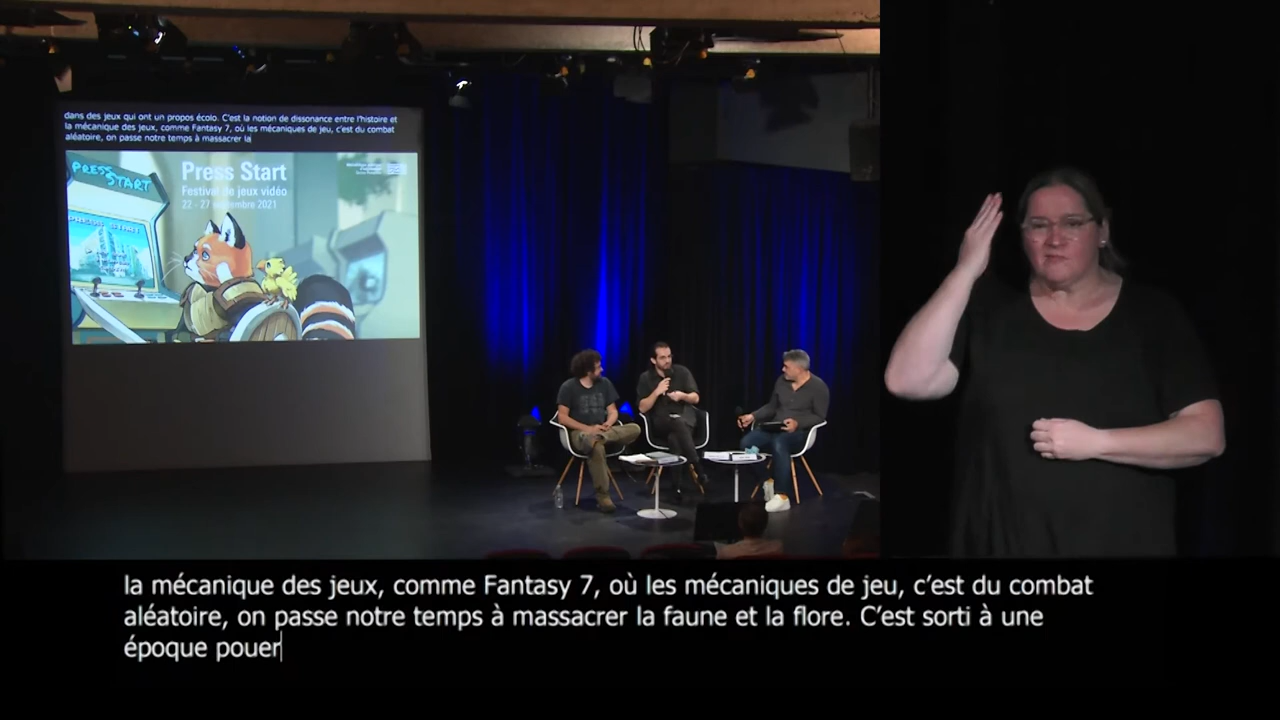 dans des jeux qui ont un propos écolo. C'est la notion de dissonance entre l'histoire et
la mécanique des jeux, comme Fantasy 7, où les mécaniques de jeu, c'est du combat
aléatoire, on passe notre temps à massacrer la
PRESS START
PRESS START
Press Start
Festival de jeux vidéo
22 - 27 septembre 2021
la mécanique des jeux, comme Fantasy 7, où les mécaniques de jeu, c'est du combat
aléatoire, on passe notre temps à massacrer la faune et la flore. C'est sorti à une
époque pouer